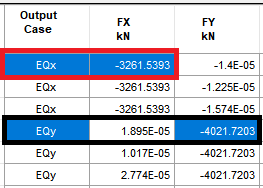 Output Case FX kN FY kN
EQx -3261.5393 -1.4E-05
EQx -3261.5393 -1.225E-05
EQx -3261.5393 -1.574E-05
EQy 1.895E-05 -4021.7203
EQy 1.017E-05 -4021.7203
EQy 2.774E-05 -4021.7203